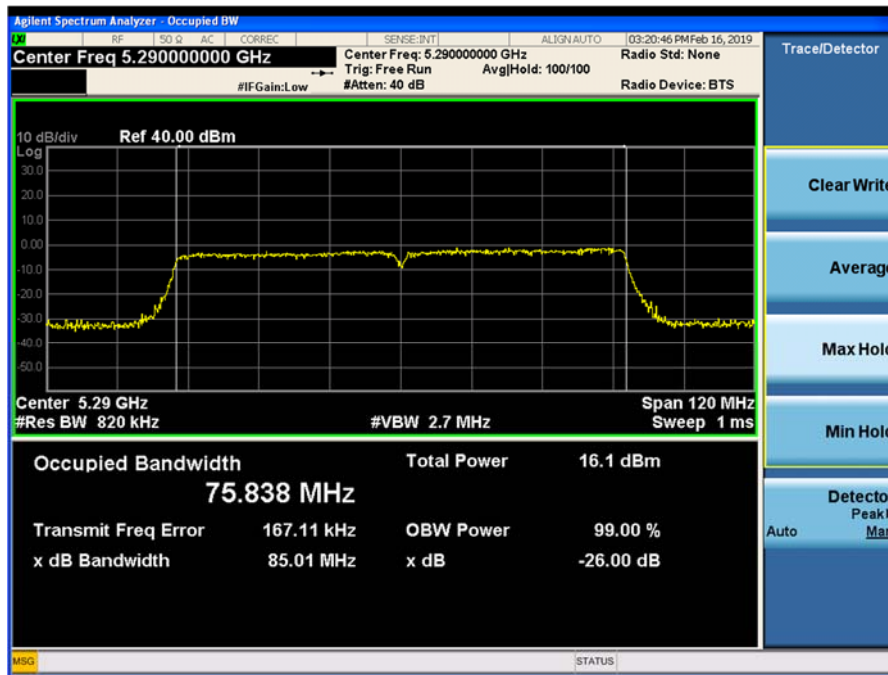 Agilent Spectrum Analyzer - Occupied BW
LXI RF 50 Ω AC CORREC SENSE:INT ALIGN AUTO 03:20:46 PM Feb 16, 2019
Center Freq 5.290000000 GHz
Center Freq: 5.290000000 GHz
Radio Std: None
Trig: Free Run Avg|Hold: 100/100
#IFGain:Low
#Atten: 40 dB
Radio Device: BTS
Trace/Detector
10 dB/div Ref 40.00 dBm
Log
30.0
20.0
10.0
0.00
-10.0
-20.0
-30.0
-40.0
-50.0
Center 5.29 GHz Span 120 MHz
#Res BW 820 kHz #VBW 2.7 MHz Sweep 1 ms
Occupied Bandwidth Total Power 16.1 dBm
75.838 MHz
Transmit Freq Error 167.11 kHz OBW Power 99.00 %
x dB Bandwidth 85.01 MHz x dB -26.00 dB
Clear Write
Average
Max Hold
Min Hold
Detecto
Peak
Auto Man
MSG STATUS